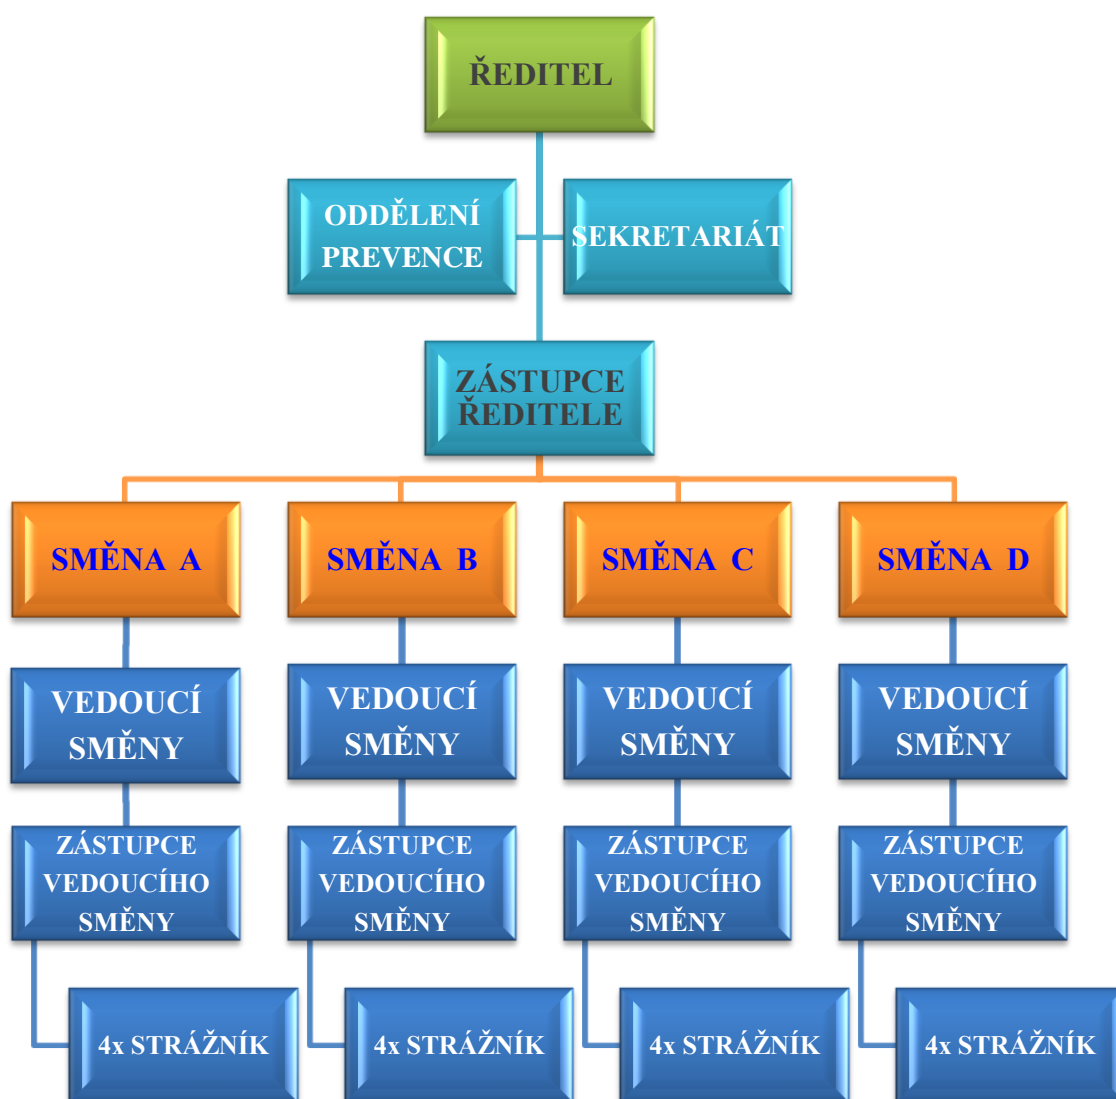 ŘEDITEL
ODDĚLENÍ
PREVENCE
SEKRETARIÁT
ZÁSTUPCE
ŘEDITELE
SMĚNA A
SMĚNA B
SMĚNA C
SMĚNA D
VEDOUCÍ
SMĚNY
VEDOUCÍ
SMĚNY
VEDOUCÍ
SMĚNY
VEDOUCÍ
SMĚNY
ZÁSTUPCE
VEDOUCÍHO
SMĚNY
ZÁSTUPCE
VEDOUCÍHO
SMĚNY
ZÁSTUPCE
VEDOUCÍHO
SMĚNY
ZÁSTUPCE
VEDOUCÍHO
SMĚNY
4x STRÁŽNÍK
4x STRÁŽNÍK
4x STRÁŽNÍK
4x STRÁŽNÍK